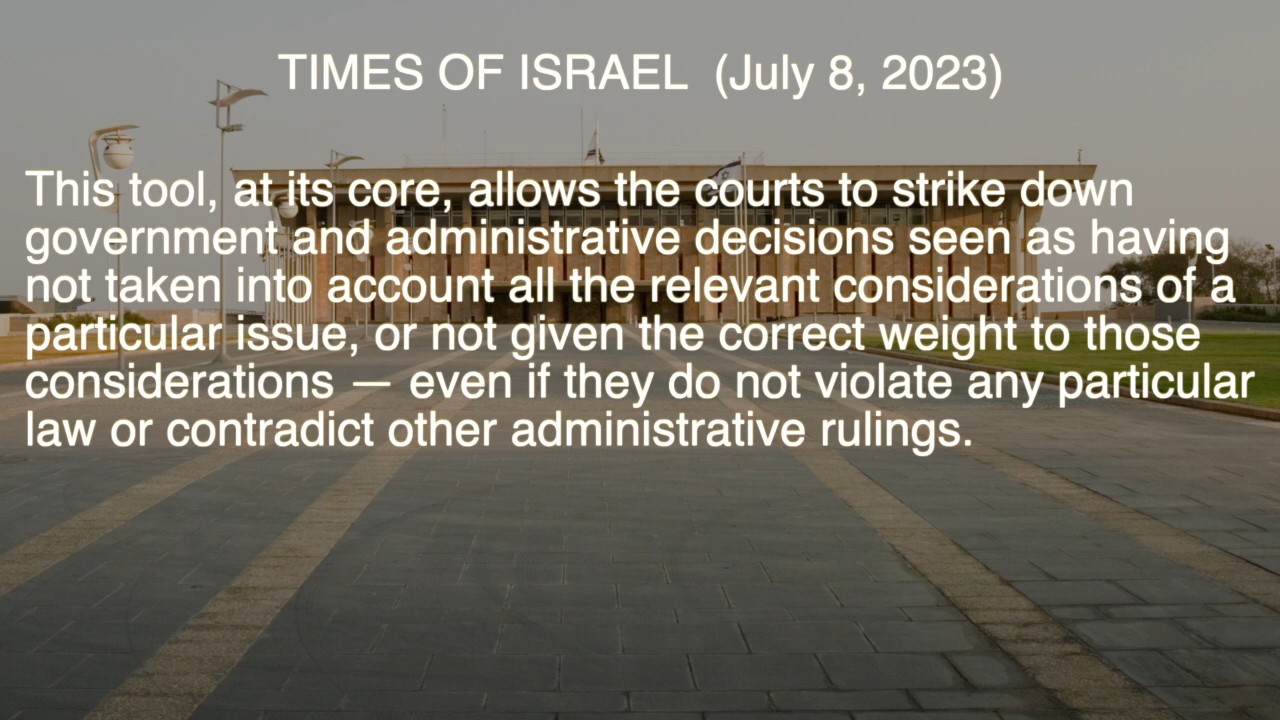 TIMES OF ISRAEL (July 8, 2023)
This tool, at its core, allows the courts to strike down
government and administrative decisions seen as having
not taken into account all the relevant considerations of a
particular issue, or not given the correct weight to those
considerations — even if they do not violate any particular
law or contradict other administrative rulings.